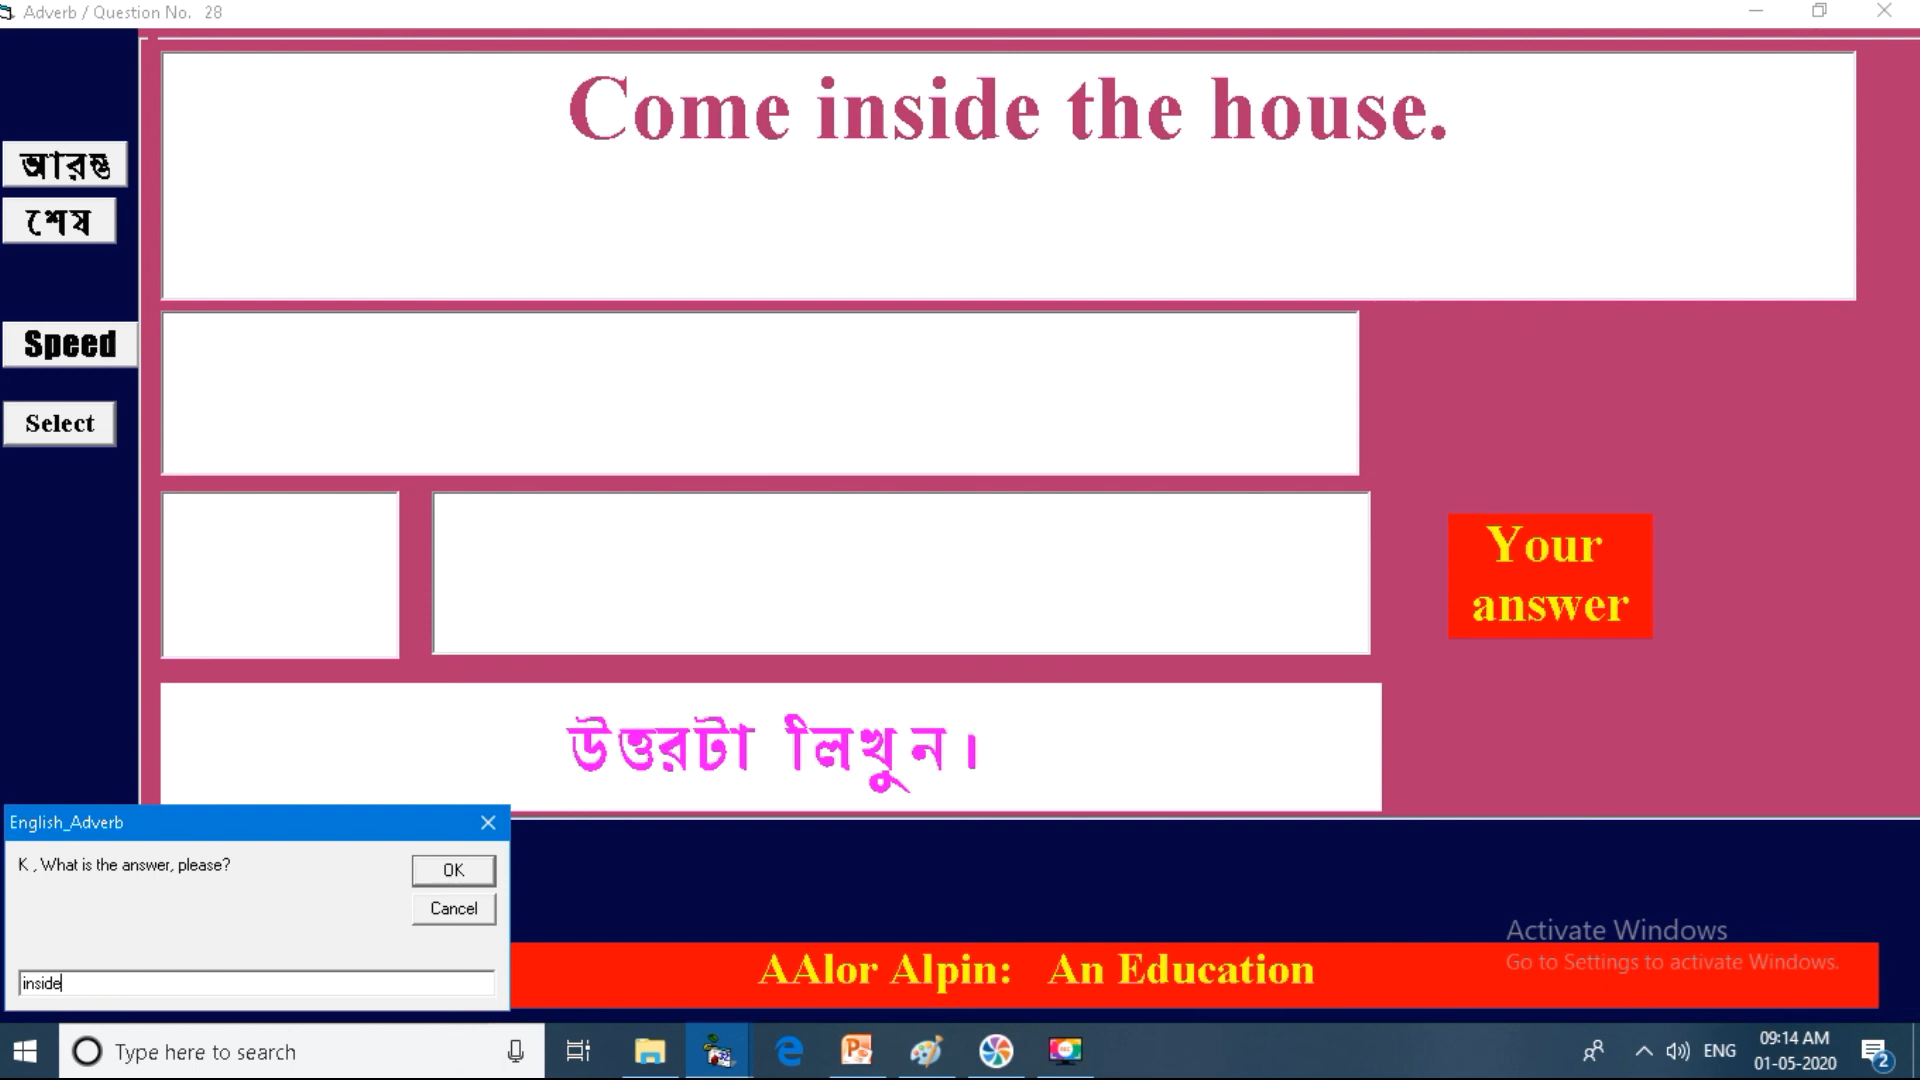 Adverb / Question No. 28
Come inside the house.
আরম্ভ
শেষ
Speed
Select
Your
answer
উত্তরটা লিখুন।
English_Adverb
K , What is the answer, please?
OK
Cancel
inside
Activate Windows
Go to Settings to activate Windows.
AAlor Alpin: An Education
Type here to search
ENG
09:14 AM
01-05-2020
2